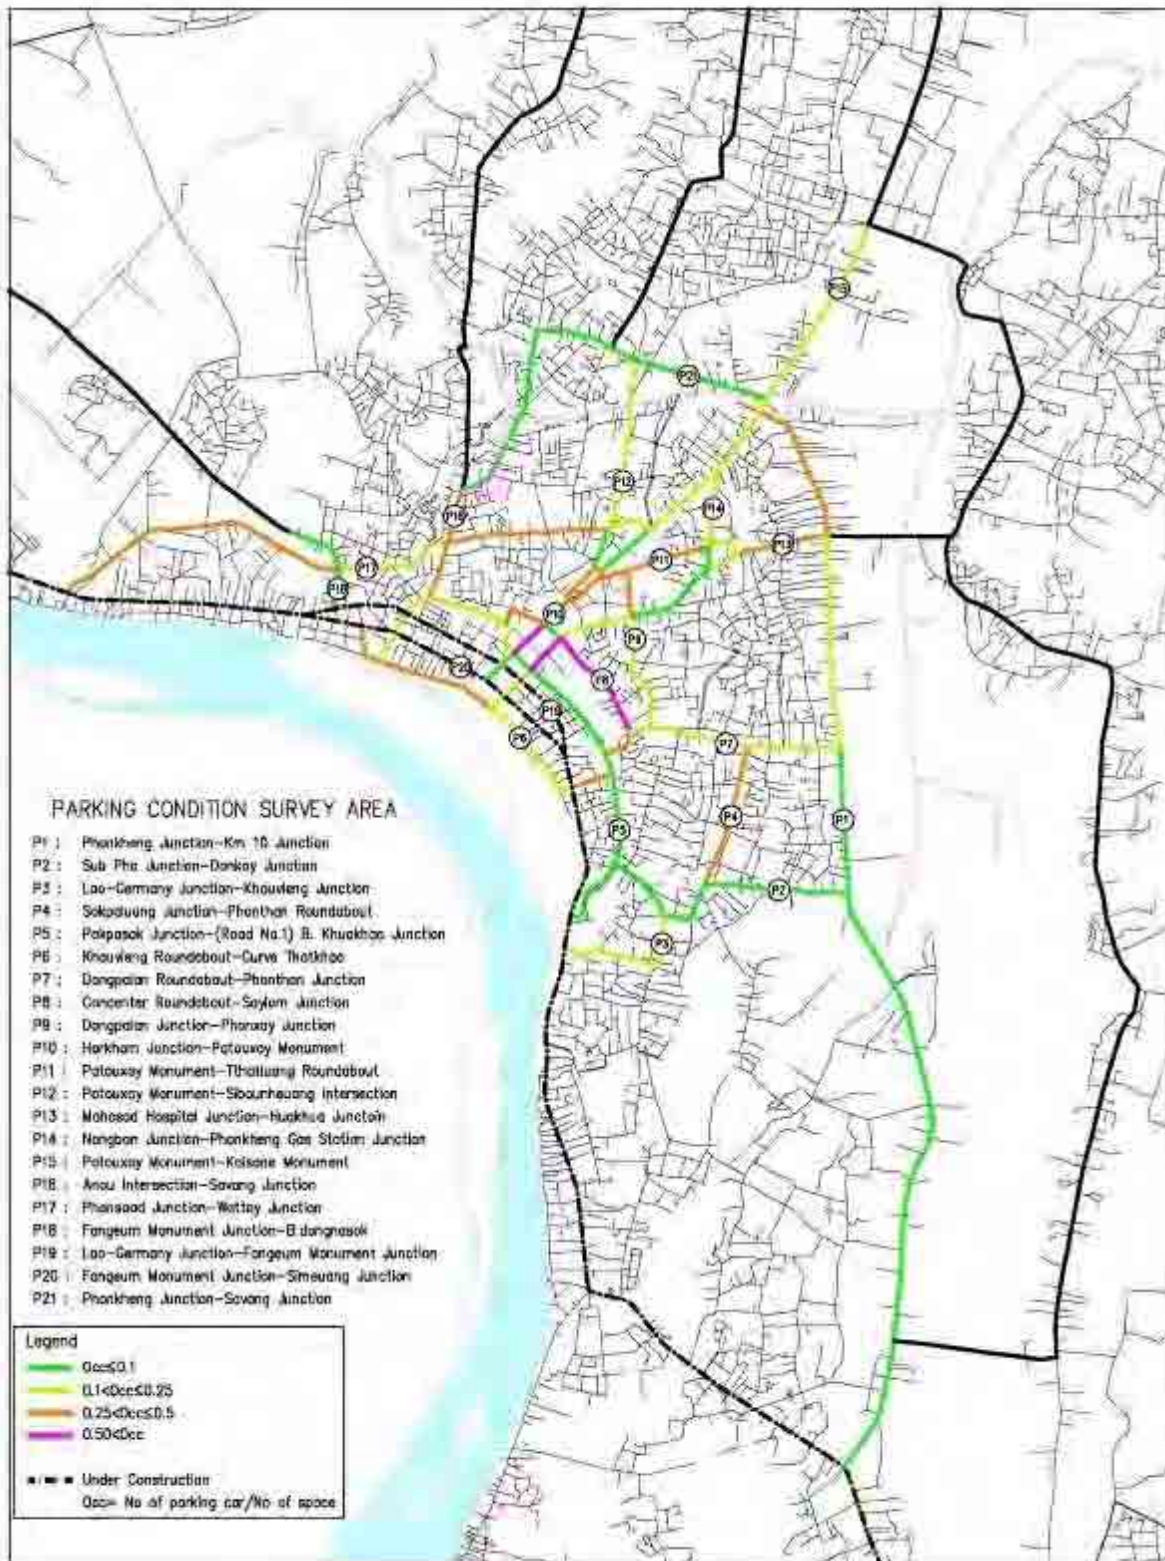 P15
P21
P12
P14
P16
P11
P13
P17
P18
P10
P9
P20
P8
P19
P6
P7
P4
P1
P5
P2
P3
PARKING CONDITION SURVEY AREA
P1 : Phonkheng Junction-Km 10 Junction
P2 : Sub Pho Junction-Donkoy Junction
P3 : Lao-Germany Junction-Khouvieng Junction
P4 : Sokpaluang Junction-Phonthan Roundabout
P5 : Pakpasak Junction-(Road No.1) B. Khuakhao Junction
P6 : Khouvieng Roundabout-Curve Thatkhao
P7 : Dongpalan Roundabout-Phonthan Junction
P8 : Concenter Roundabout-Saylom Junction
P9 : Dongpalan Junction-Phonxay Junction
P10 : Harkham Junction-Patouxay Monument
P11 : Patouxay Monument-Tthatluang Roundabout
P12 : Patouxay Monument-Sibounheuang Intersection
P13 : Mahosod Hospital Junction-Huakhua Junctoin
P14 : Nongbon Junction-Phonkheng Gas Station Junction
P15 : Patouxay Monument-Kaisone Monument
P16 : Anou Intersection-Savang Junction
P17 : Phonsaad Junction-Wattay Junction
P18 : Fangeum Monument Junction-B.dongnasok
P19 : Lao-Germany Junction-Fangeum Monument Junction
P20 : Fangeum Monument Junction-Simeuang Junction
P21 : Phonkheng Junction-Savang Junction
Legend
Occ≤0.1
0.1<Occ≤0.25
0.25<Occ≤0.5
0.50<Occ
Under Construction
Occ= No of parking car/No of space